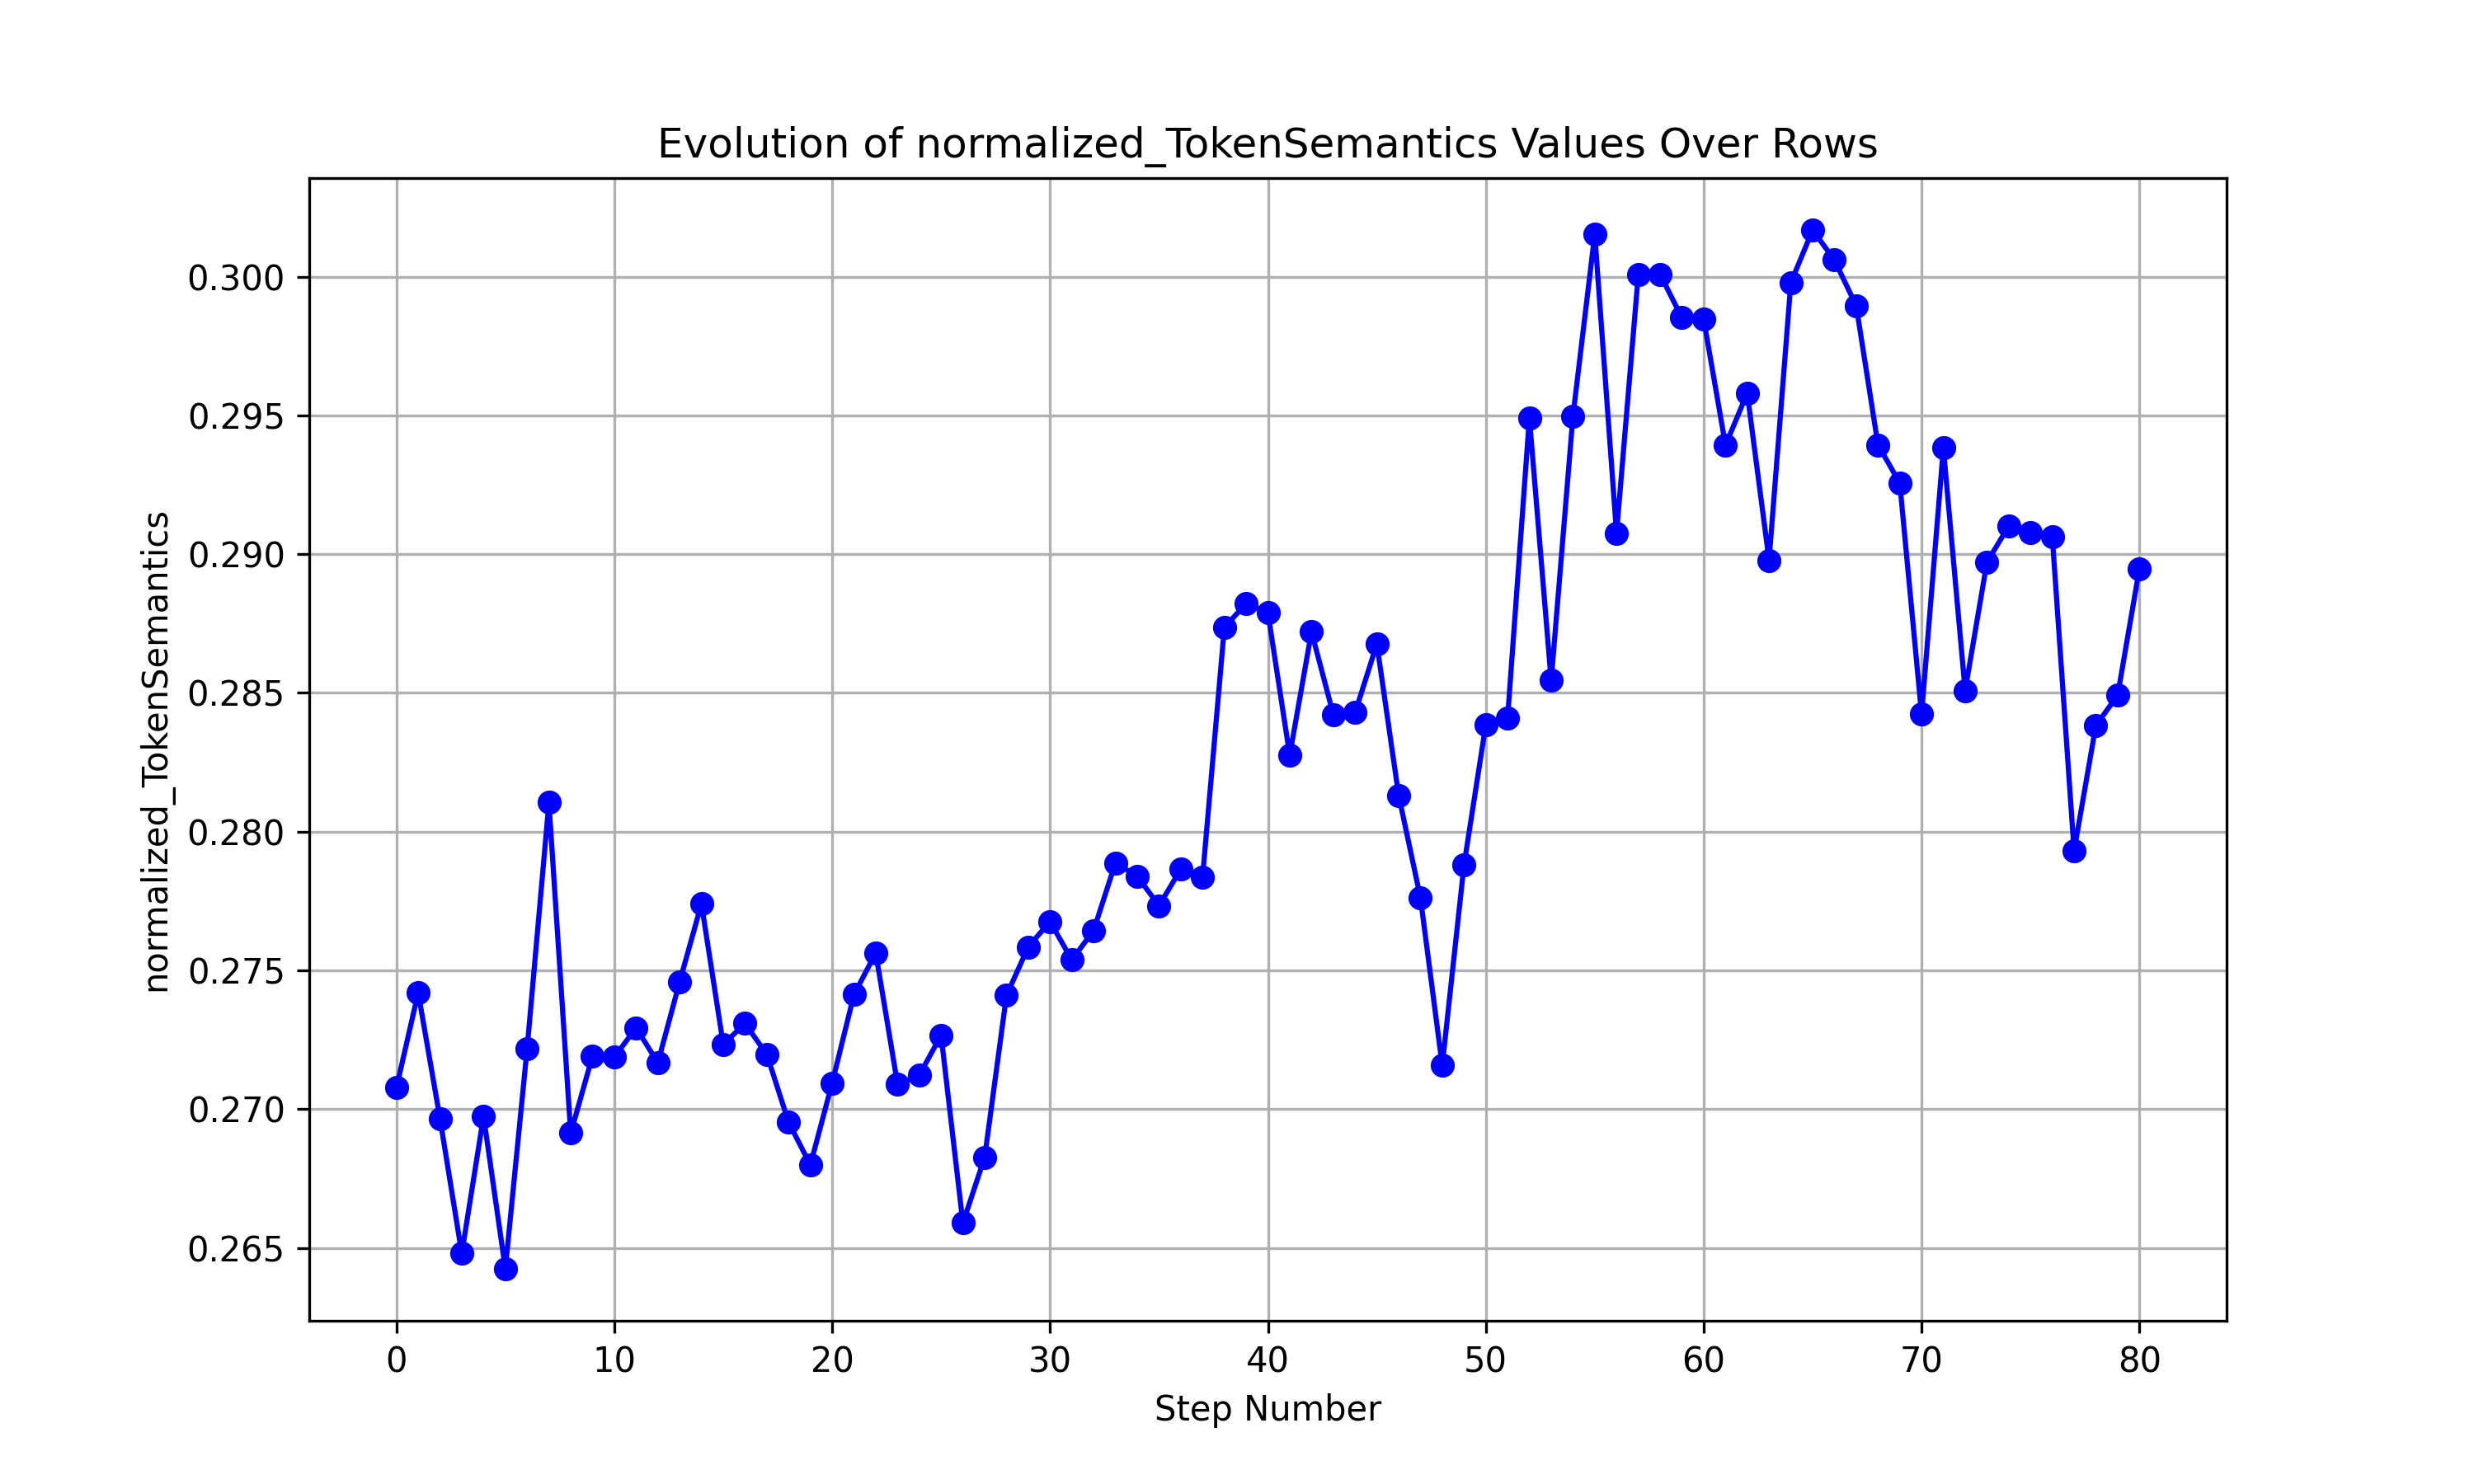 Evolution of normalized_TokenSemantics Values Over Rows
normalized_TokenSemantics
0.300
0.295
0.290
0.285
0.280
0.275
0.270
0.265
0 10 20 30 40 50 60 70 80
Step Number